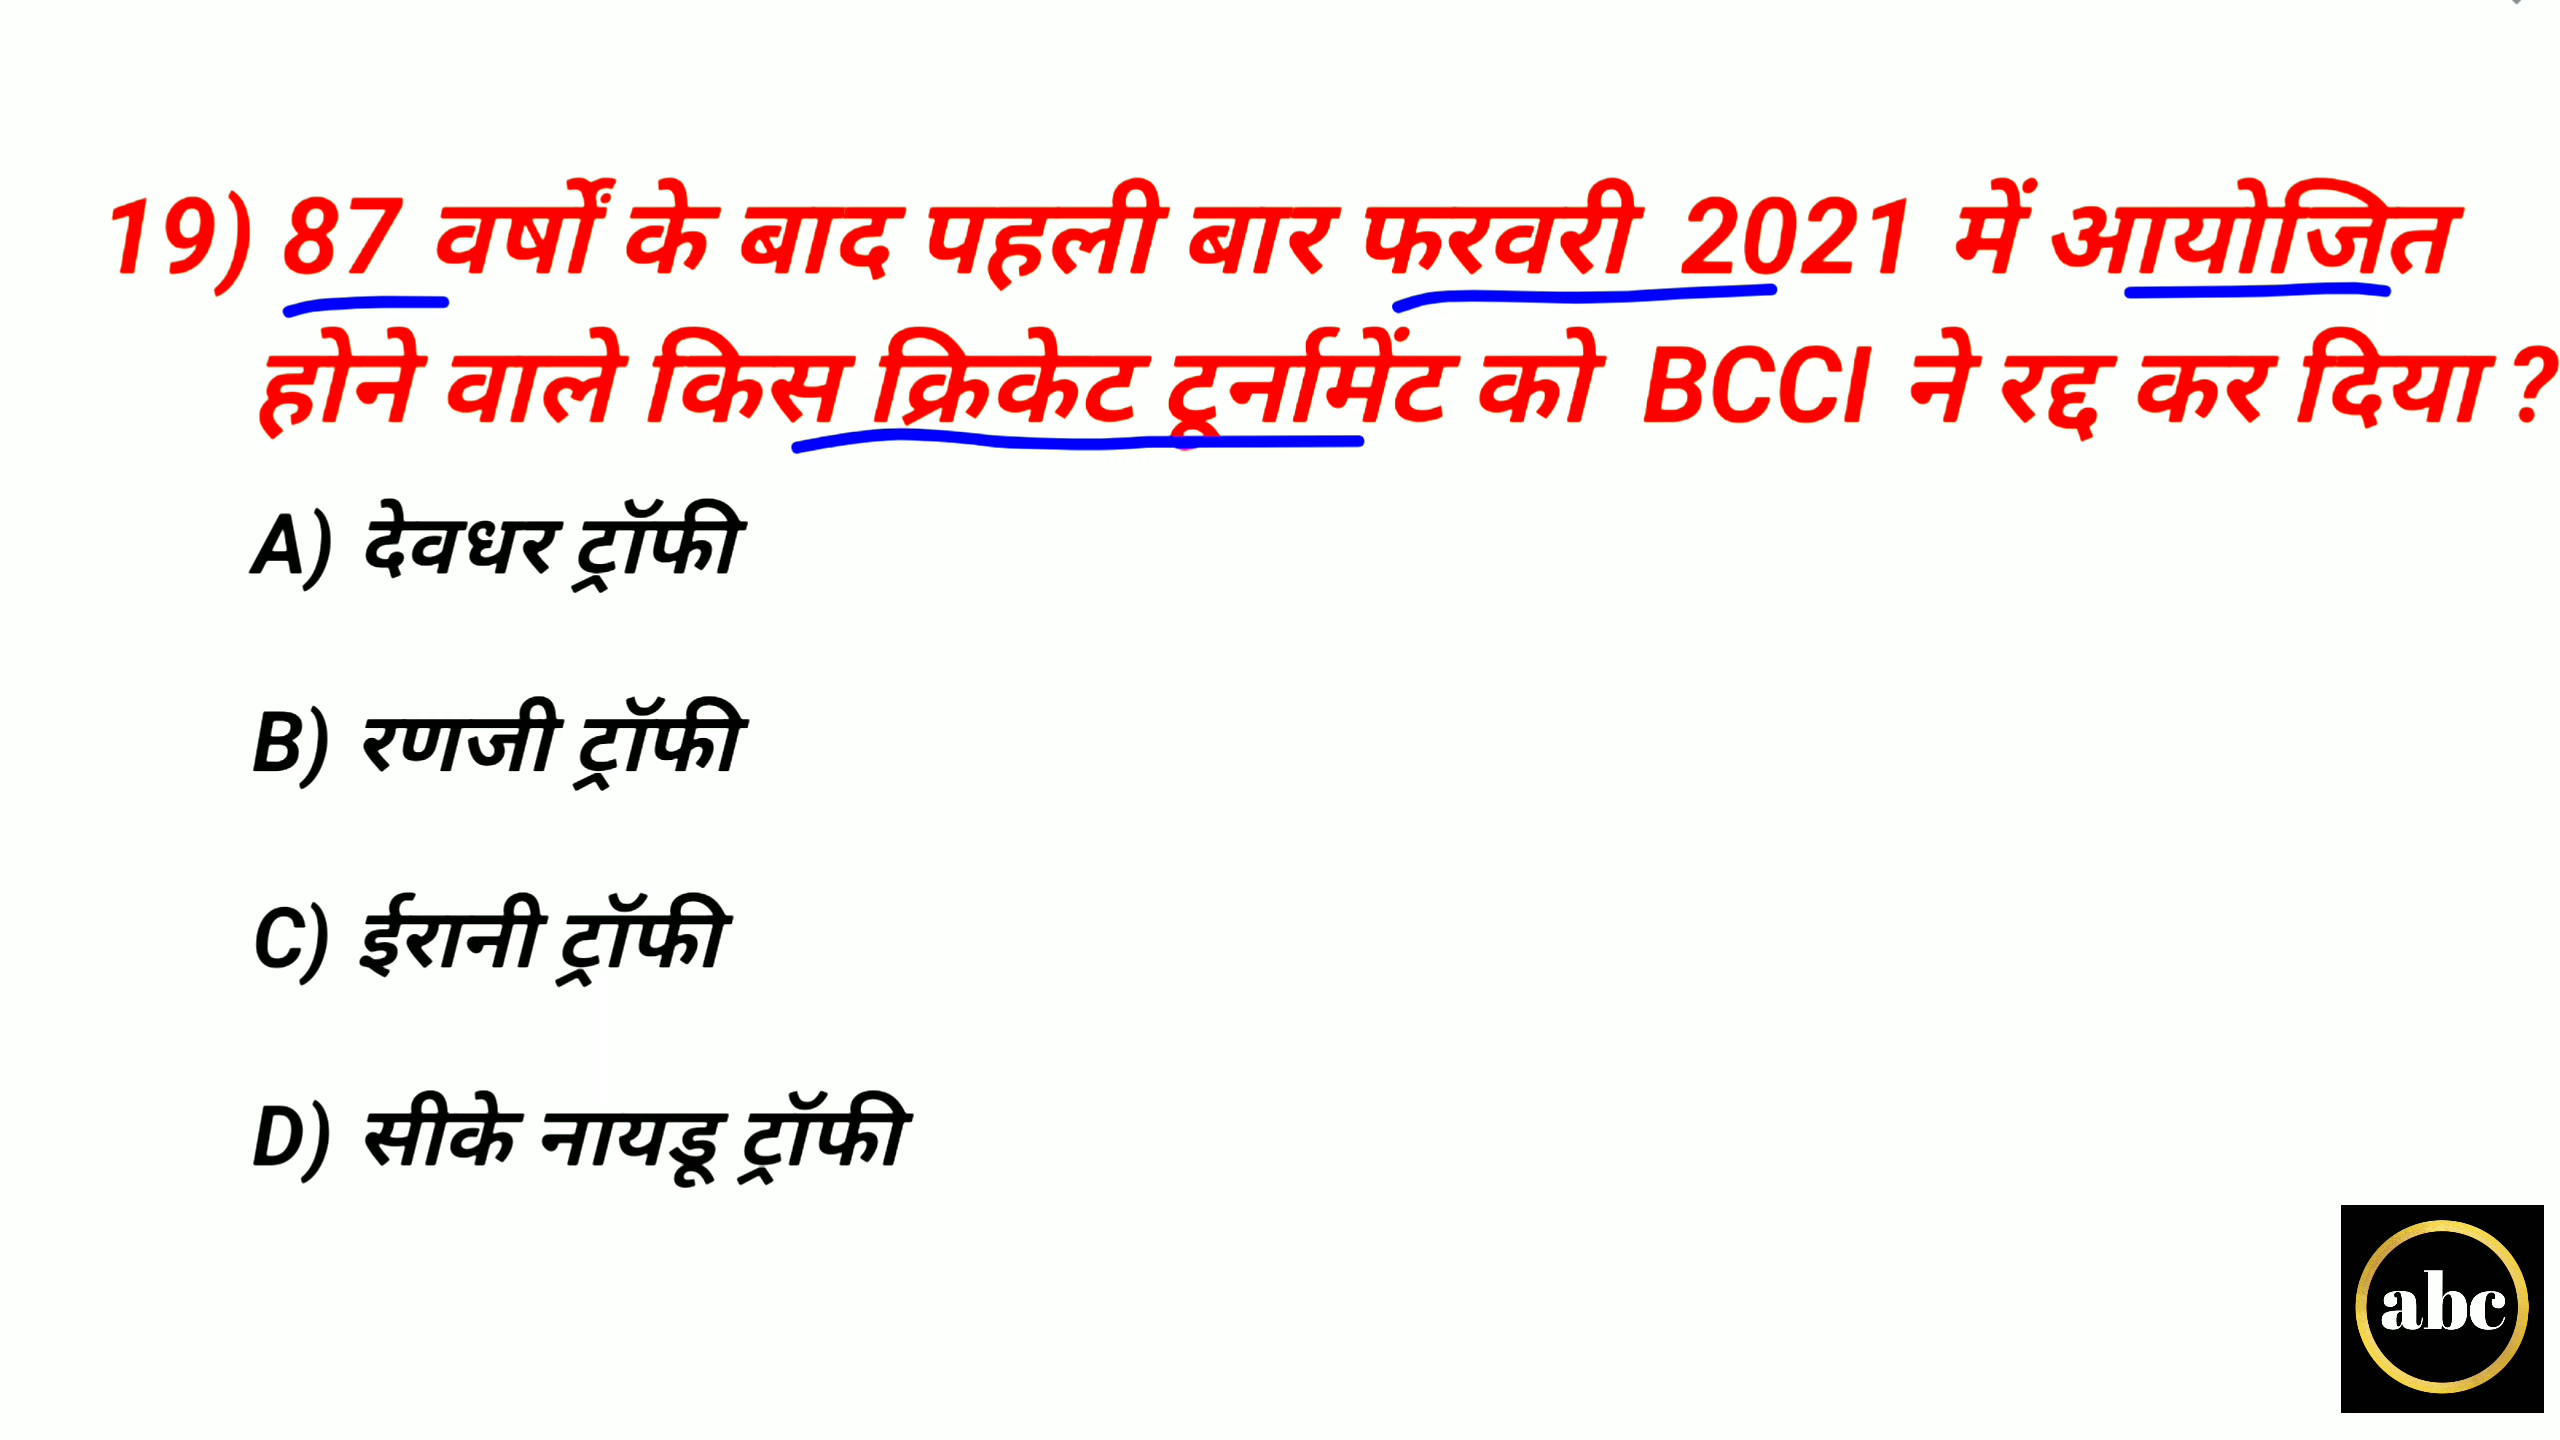 19) 87 वर्षों के बाद पहली बार फरवरी 2021 में आयोजित
होने वाले किस क्रिकेट टूर्नामेंट को BCCI ने रद्द कर दिया ?
A) देवधर ट्रॉफी
B) रणजी ट्रॉफी
C) ईरानी ट्रॉफी
D) सीके नायडू ट्रॉफी
abc